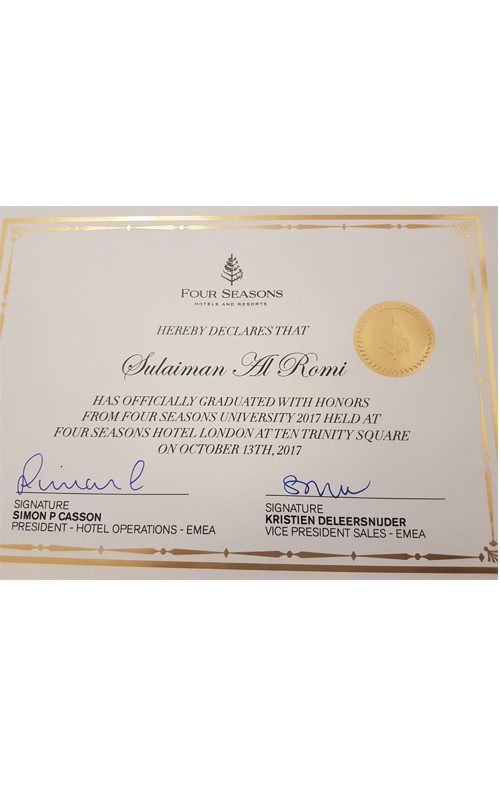 FOUR SEASONS
HOTELS AND RESORTS
HEREBY DECLARES THAT
Sulaiman Al Romi
HAS OFFICIALLY GRADUATED WITH HONORS
FROM FOUR SEASONS UNIVERSITY 2017 HELD AT
FOUR SEASONS HOTEL LONDON AT TEN TRINITY SQUARE
ON OCTOBER 13TH, 2017
SIGNATURE
SIMON P CASSON
PRESIDENT - HOTEL OPERATIONS - EMEA
SIGNATURE
KRISTIEN DELEERSNIJDER
VICE PRESIDENT SALES - EMEA